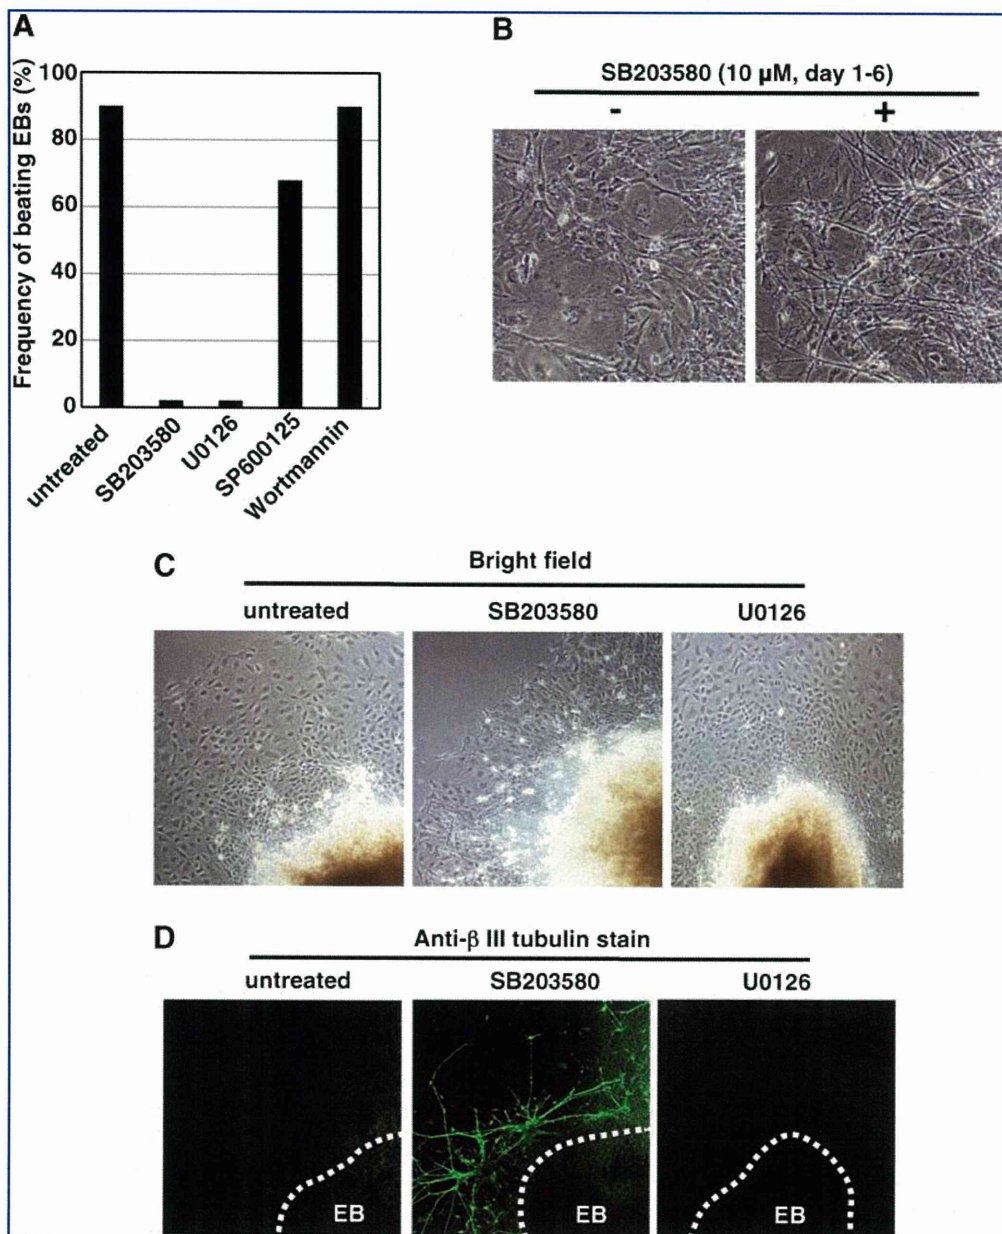 A
Frequency of beating EBs (%)
100
80
60
40
20
0
untreated
SB203580
U0126
SP600125
Wortmannin
B
SB203580 (10 µM, day 1-6)
- +
C
Bright field
untreated SB203580 U0126
D
Anti-β III tubulin stain
untreated SB203580 U0126
EB EB EB